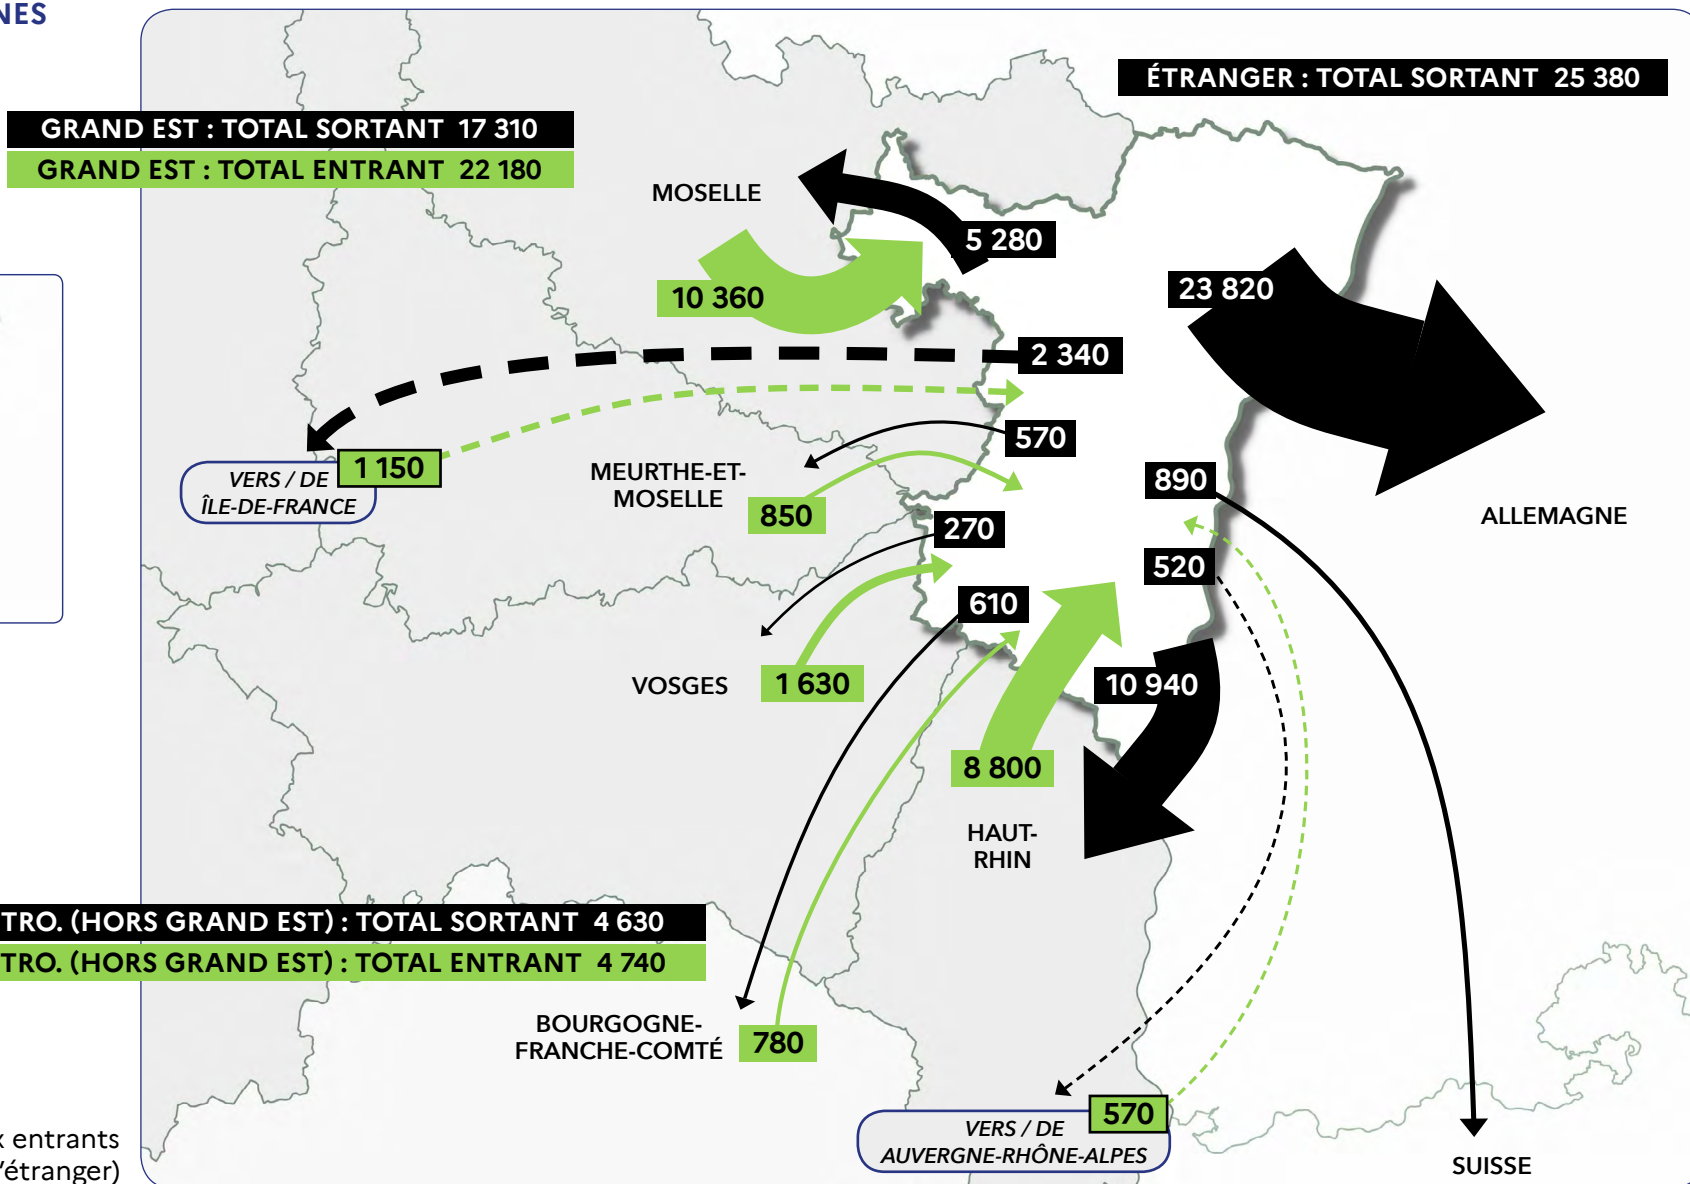 NES
ÉTRANGER : TOTAL SORTANT 25 380
GRAND EST : TOTAL SORTANT 17 310
GRAND EST : TOTAL ENTRANT 22 180
MOSELLE
5 280
10 360
23 820
2 340
570
1 150
VERS / DE
ÎLE-DE-FRANCE
MEURTHE-ET-
MOSELLE
850
890
ALLEMAGNE
270
520
610
VOSGES
1 630
10 940
8 800
HAUT-
RHIN
TRO. (HORS GRAND EST) : TOTAL SORTANT 4 630
TRO. (HORS GRAND EST) : TOTAL ENTRANT 4 740
BOURGOGNE-
FRANCHE-COMTÉ
780
570
VERS / DE
AUVERGNE-RHÔNE-ALPES
SUISSE
x entrants
'étranger)